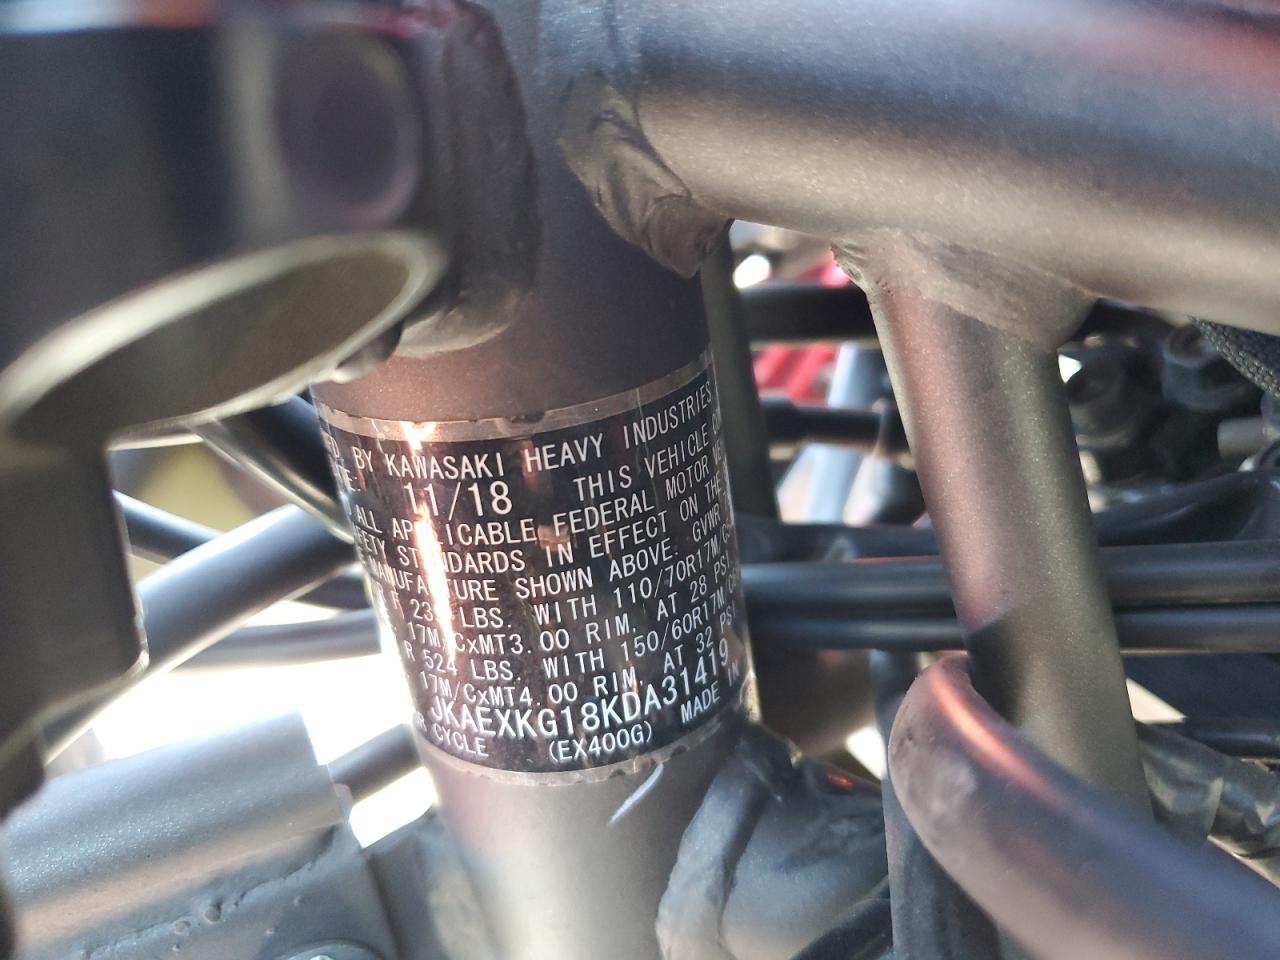 BY KAWASAKI HEAVY INDUSTRIES
11/18 THIS VEHICLE
ALL APPLICABLE FEDERAL MOTOR
STANDARDS IN EFFECT ON THE
SHOWN ABOVE. GVWR
LBS. WITH 110/70R17M/C
17M/CxMT3.00 RIM, AT 28 PSI
R 524 LBS. WITH 150/60R17M/C
17M/CxMT4.00 RIM, AT 32 PSI
JKAEXKG18KDA31419
CYCLE (EX400G) MADE IN